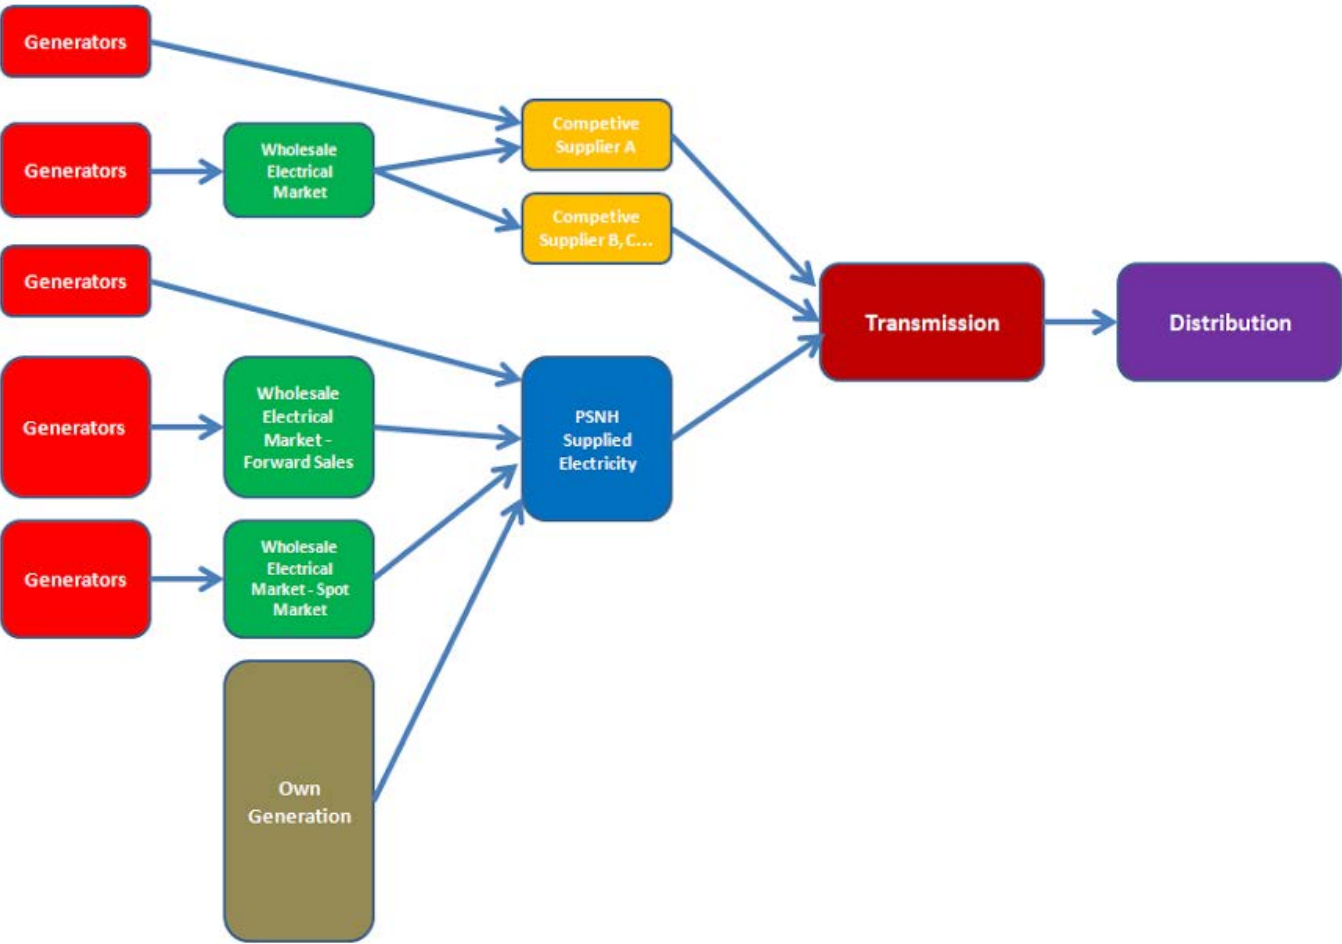 Generators
Generators
Wholesale
Electrical
Market
Competive
Supplier A
Competive
Supplier B, C...
Generators
Generators
Wholesale
Electrical
Market -
Forward Sales
PSNH
Supplied
Electricity
Transmission
Distribution
Generators
Wholesale
Electrical
Market - Spot
Market
Own
Generation